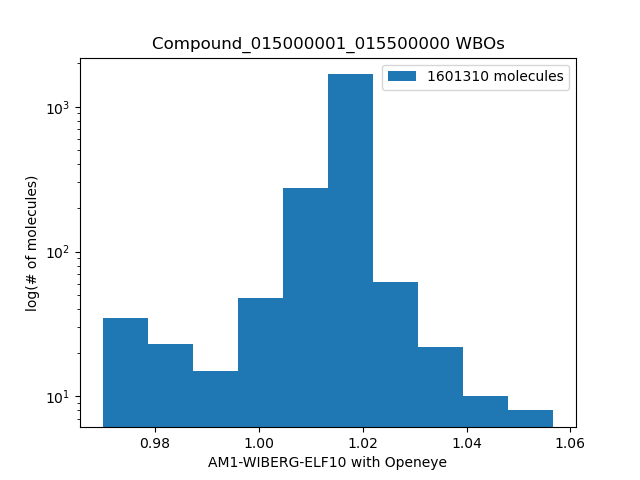 Compound_015000001_015500000 WBOs
1601310 molecules
log(# of molecules)
10³
10²
10¹
0.98 1.00 1.02 1.04 1.06
AM1-WIBERG-ELF10 with Openeye